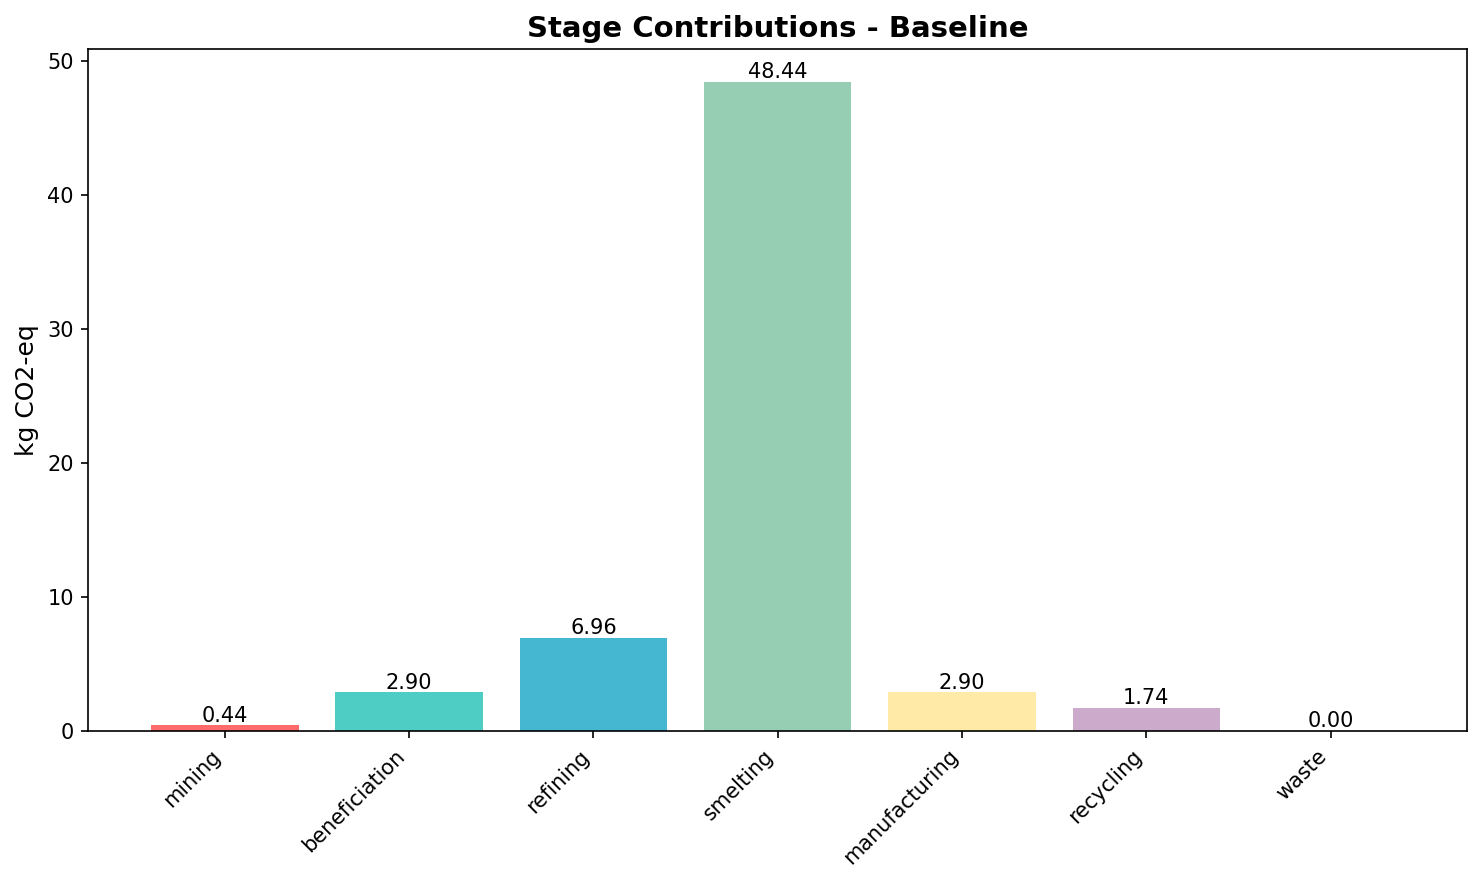 Stage Contributions - Baseline
kg CO2-eq
50
40
30
20
10
0
0.44
2.90
6.96
48.44
2.90
1.74
0.00
mining
beneficiation
refining
smelting
manufacturing
recycling
waste